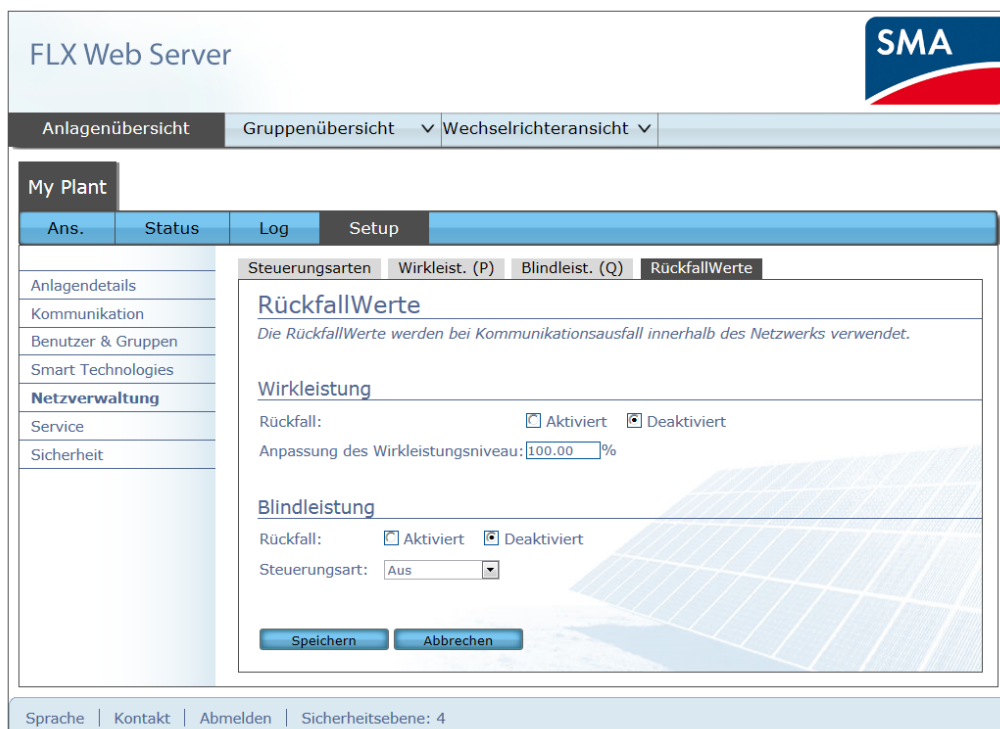 FLX Web Server
SMA
Anlagenübersicht Gruppenübersicht Wechselrichteransicht
My Plant
Ans. Status Log Setup
Anlagendetails
Kommunikation
Benutzer & Gruppen
Smart Technologies
Netzverwaltung
Service
Sicherheit
Steuerungsarten Wirkleist. (P) Blindleist. (Q) RückfallWerte
RückfallWerte
Die RückfallWerte werden bei Kommunikationsausfall innerhalb des Netzwerks verwendet.
Wirkleistung
Rückfall: Aktiviert Deaktiviert
Anpassung des Wirkleistungsniveau: 100.00 %
Blindleistung
Rückfall: Aktiviert Deaktiviert
Steuerungsart: Aus
Speichern Abbrechen
Sprache | Kontakt | Abmelden | Sicherheitsebene: 4